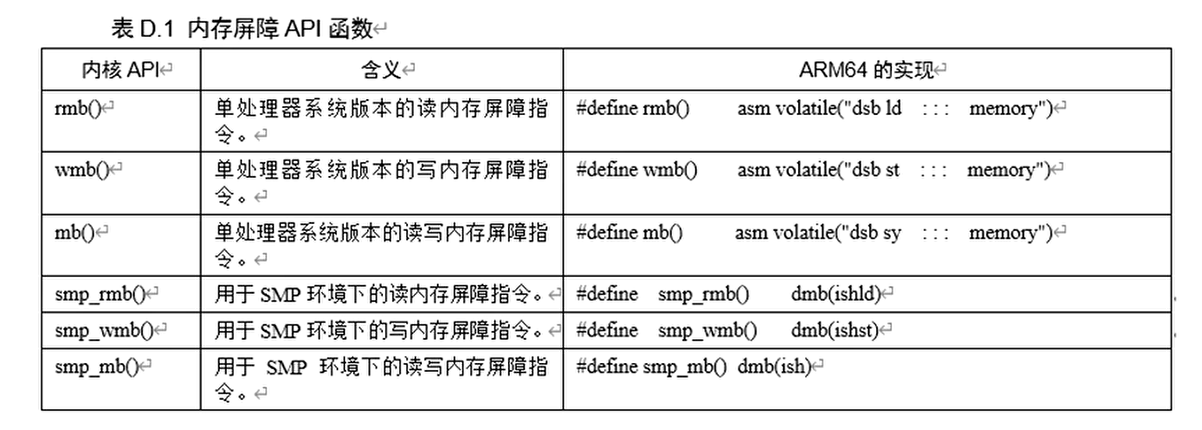 表 D.1 内存屏障 API 函数↵
内核 API↵ 含义↵ ARM64 的实现↵
rmb()↵ 单处理器系统版本的读内存屏障指 #define rmb() asm volatile("dsb ld : : : memory")↵
令。↵
wmb()↵ 单处理器系统版本的写内存屏障指 #define wmb() asm volatile("dsb st : : : memory")↵
令。↵
mb()↵ 单处理器系统版本的读写内存屏障指 #define mb() asm volatile("dsb sy : : : memory")↵
令。↵
smp_rmb()↵ 用于 SMP 环境下的读内存屏障指令。↵ #define smp_rmb() dmb(ishld)↵
smp_wmb()↵ 用于 SMP 环境下的写内存屏障指令。↵ #define smp_wmb() dmb(ishst)↵
smp_mb()↵ 用于 SMP 环境下的读写内存屏障指 #define smp_mb() dmb(ish)↵
令。↵